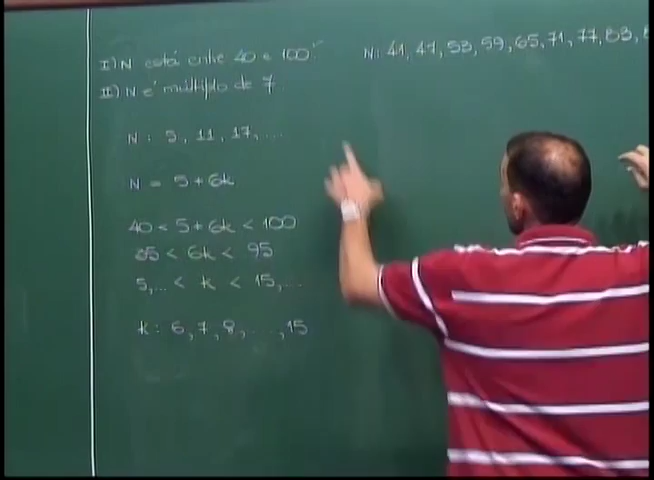 I) N está entre 40 e 100.
II) N é múltiplo de 7
N: 5, 11, 17, ...
N = 5 + 6k
40 < 5 + 6k < 100
35 < 6k < 95
5,... < k < 15,...
k: 6, 7, 8, ..., 15
N: 41, 47, 53, 59, 65, 71, 77, 83, 8